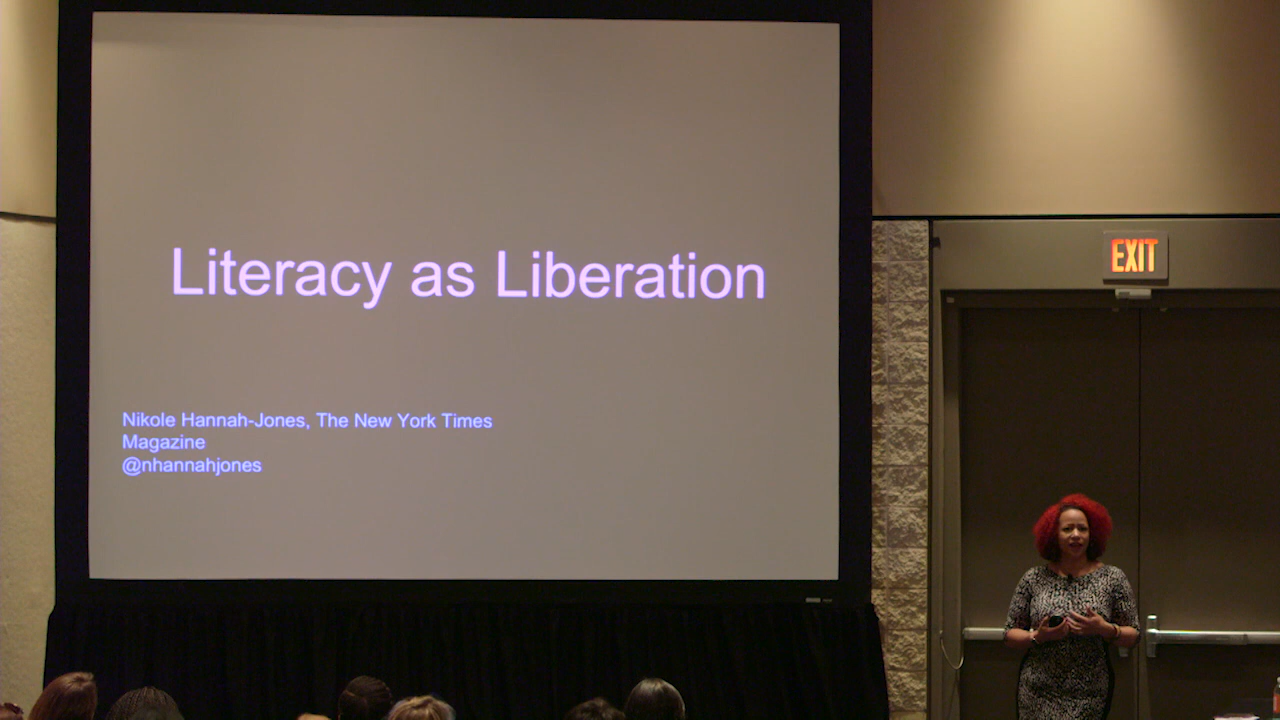 Literacy as Liberation
Nikole Hannah-Jones, The New York Times
Magazine
@nhannahjones
EXIT